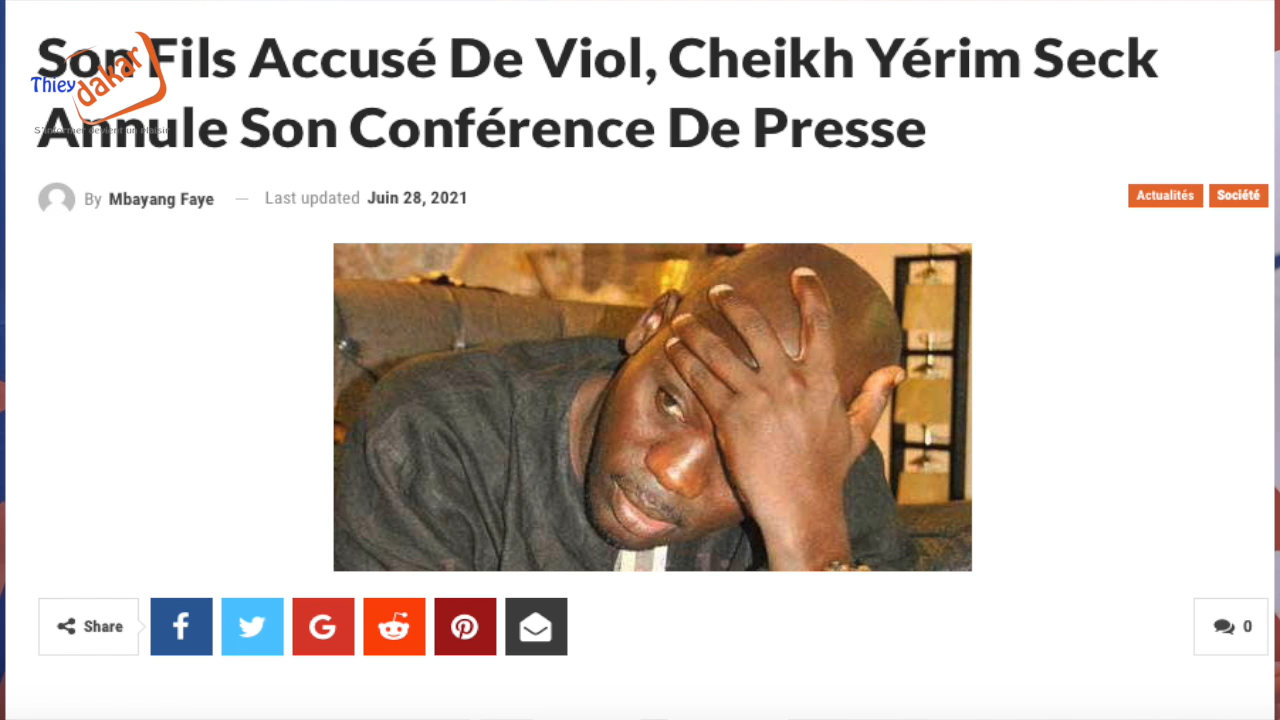 Son Fils Accusé De Viol, Cheikh Yérim Seck
Annule Son Conférence De Presse
Thiey
dakar
By Mbayang Faye — Last updated Juin 28, 2021
Actualités Société
Share
0